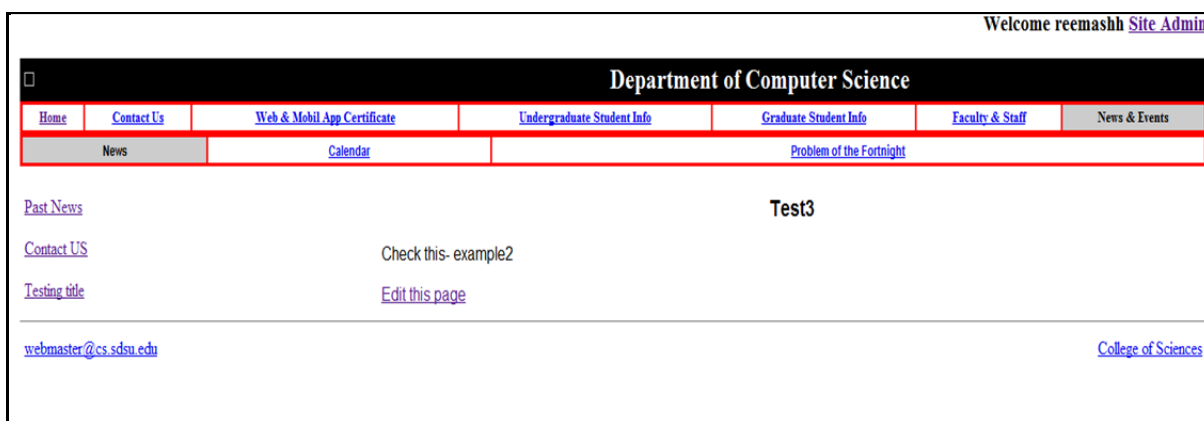 Welcome reemashh Site Admin
Department of Computer Science
Home Contact Us Web & Mobil App Certificate Undergraduate Student Info Graduate Student Info Faculty & Staff News & Events
News Calendar Problem of the Fortnight
Past News Test3
Contact US Check this- example2
Testing title Edit this page
webmaster@cs.sdsu.edu College of Sciences